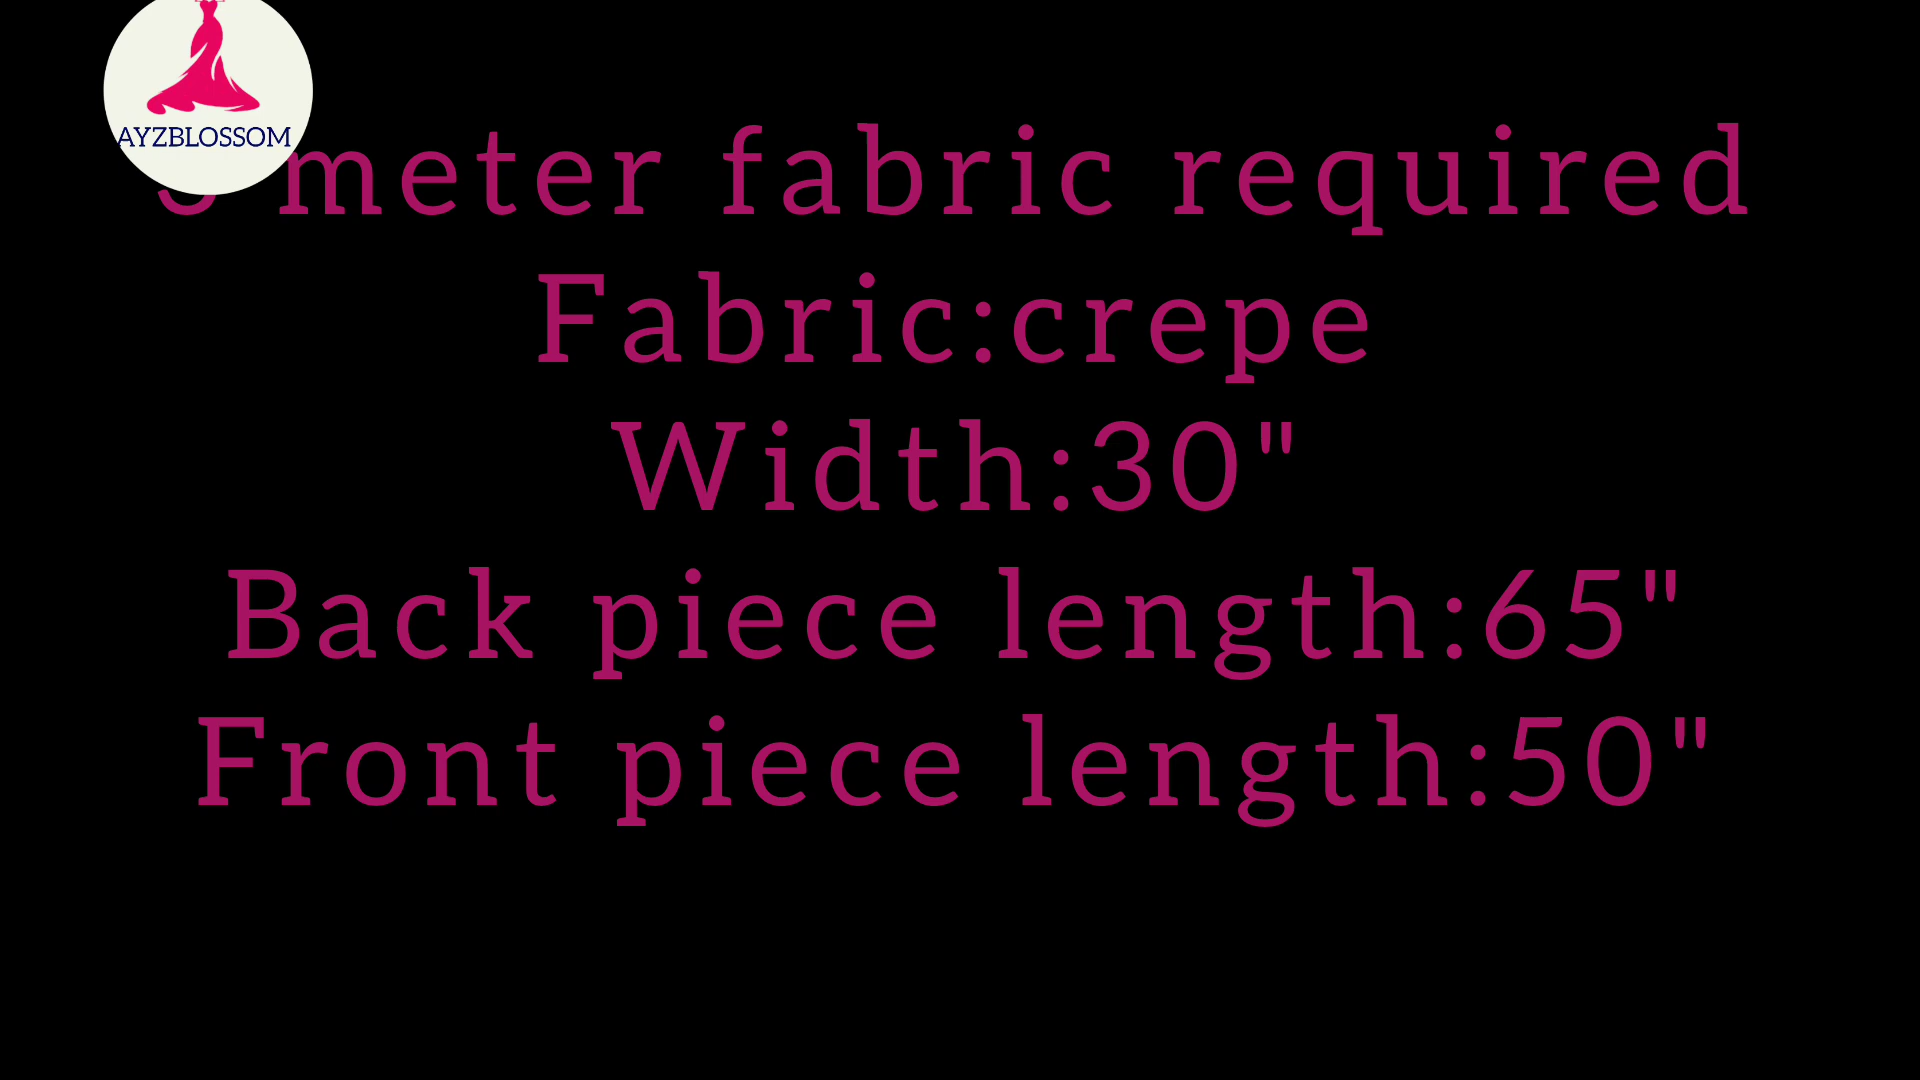 AYZBLOSSOM
meter fabric required
Fabric:crepe
Width:30"
Back piece length:65"
Front piece length:50"